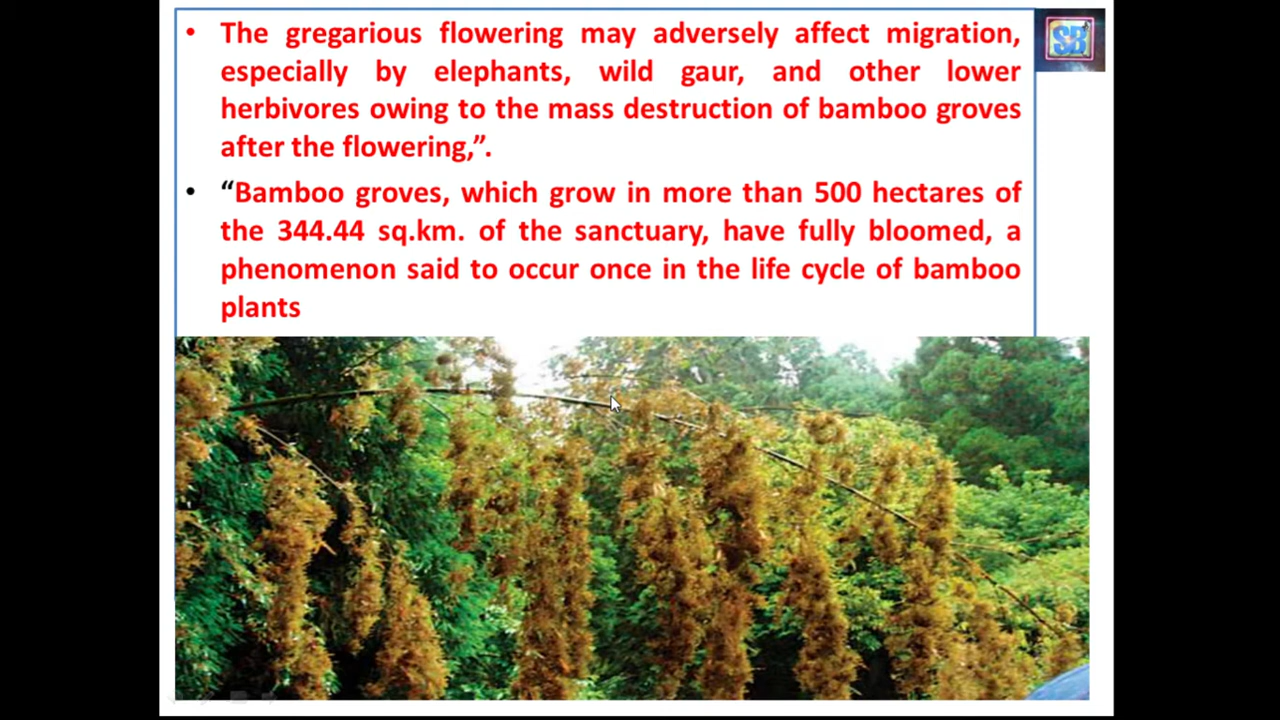 • The gregarious flowering may adversely affect migration,
especially by elephants, wild gaur, and other lower
herbivores owing to the mass destruction of bamboo groves
after the flowering,”.
• “Bamboo groves, which grow in more than 500 hectares of
the 344.44 sq.km. of the sanctuary, have fully bloomed, a
phenomenon said to occur once in the life cycle of bamboo
plants
SB